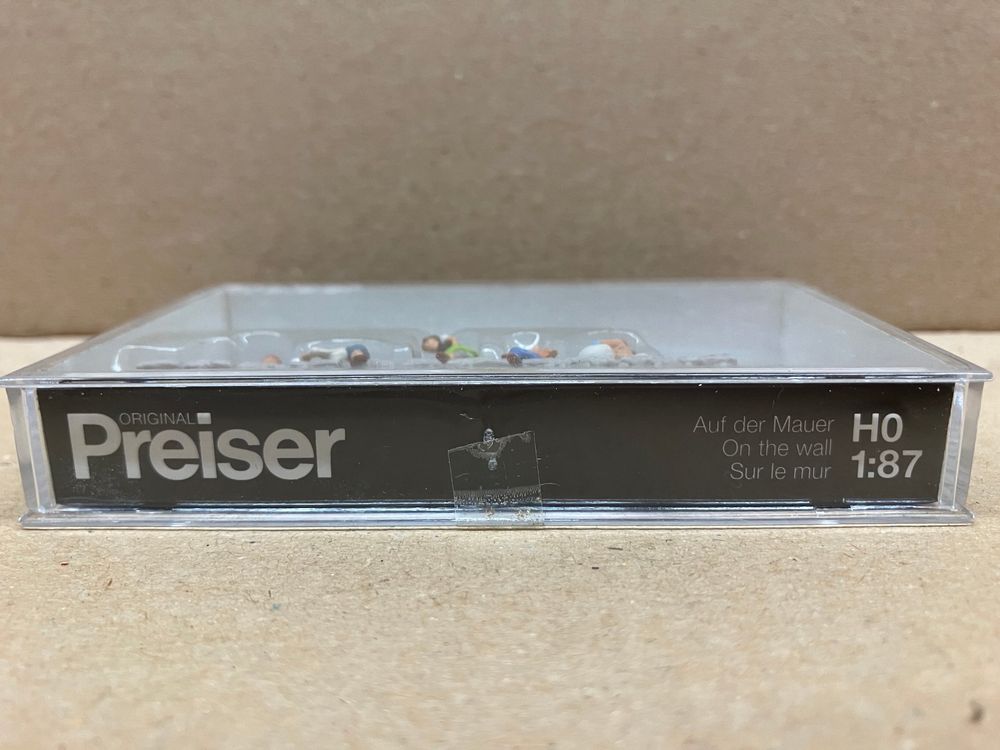 ORIGINAL
Preiser
Auf der Mauer
On the wall
Sur le mur
H0
1:87